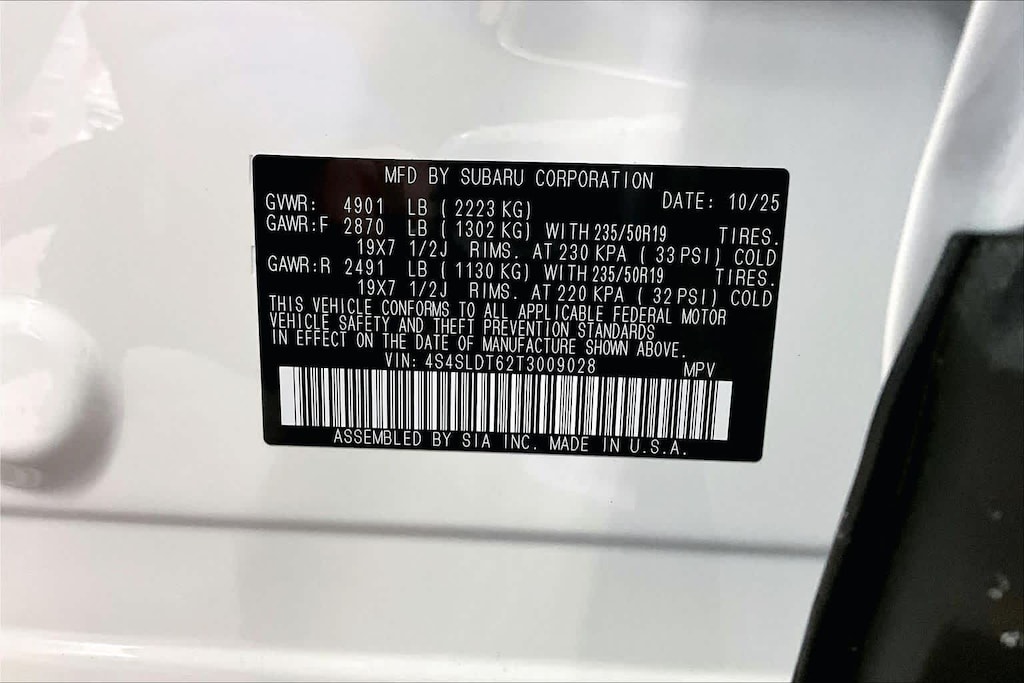 MFD BY SUBARU CORPORATION
GVWR: 4901 LB ( 2223 KG) DATE: 10/25
GAWR:F 2870 LB ( 1302 KG) WITH 235/50R19 TIRES.
19X7 1/2J RIMS. AT 230 KPA ( 33 PSI) COLD
GAWR:R 2491 LB ( 1130 KG) WITH 235/50R19 TIRES.
19X7 1/2J RIMS. AT 220 KPA ( 32 PSI) COLD
THIS VEHICLE CONFORMS TO ALL APPLICABLE FEDERAL MOTOR
VEHICLE SAFETY AND THEFT PREVENTION STANDARDS
IN EFFECT ON THE DATE OF MANUFACTURE SHOWN ABOVE.
VIN: 4S4SLDT62T3009028 MPV
ASSEMBLED BY SIA INC. MADE IN U.S.A.